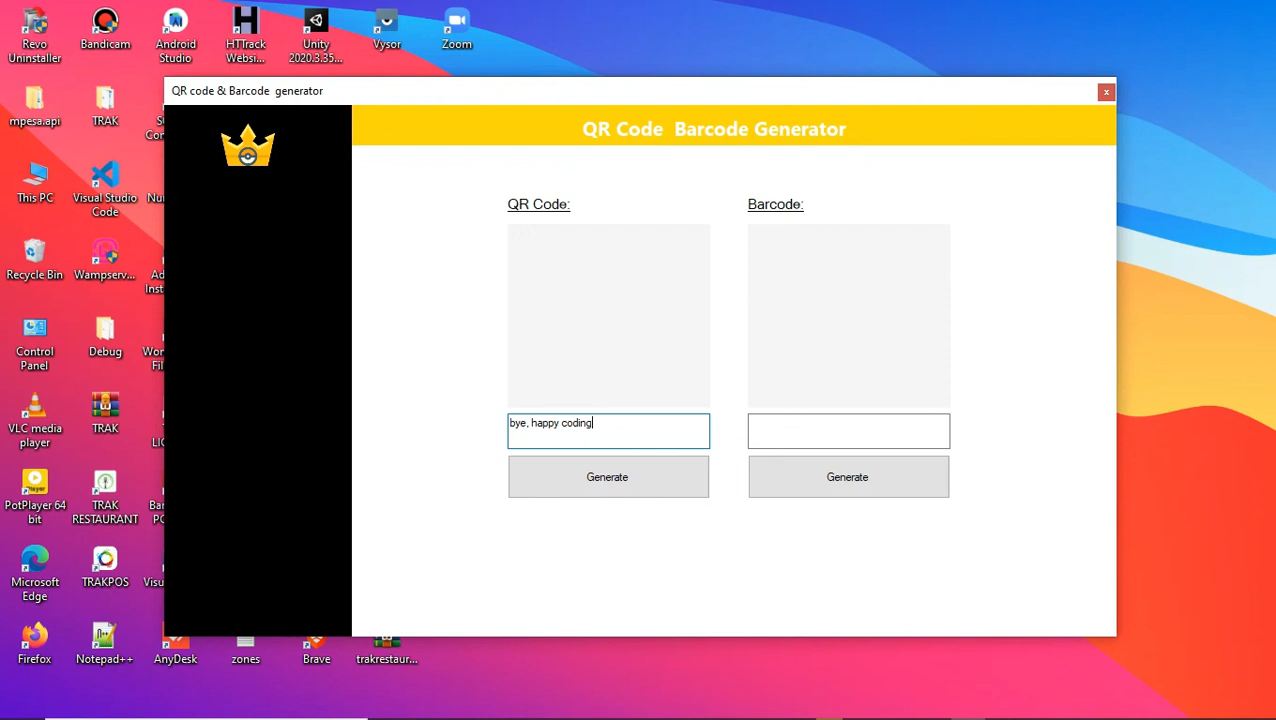 Revo
Uninstaller
Bandicam
Android
Studio
HTTrack
Websi...
Unity
2020.3.35...
Vysor
Zoom
QR code & Barcode generator
x
mpesa.api
TRAK
This PC
Visual Studio
Code
Recycle Bin
Wampserv...
Control
Panel
Debug
VLC media
player
TRAK
PotPlayer 64
bit
TRAK
RESTAURANT
Microsoft
Edge
TRAKPOS
Firefox
Notepad++
AnyDesk
zones
Brave
trakrestaur...
QR Code Barcode Generator
QR Code:
Barcode:
bye, happy coding
Generate
Generate